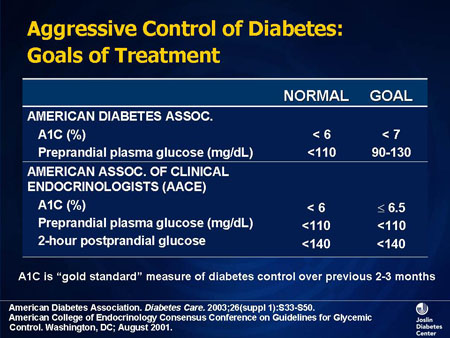 Aggressive Control of Diabetes:
Goals of Treatment
NORMAL GOAL
AMERICAN DIABETES ASSOC.
A1C (%) < 6 < 7
Preprandial plasma glucose (mg/dL) <110 90-130
AMERICAN ASSOC. OF CLINICAL
ENDOCRINOLOGISTS (AACE)
A1C (%) < 6 ≤ 6.5
Preprandial plasma glucose (mg/dL) <110 <110
2-hour postprandial glucose <140 <140
A1C is “gold standard” measure of diabetes control over previous 2-3 months
American Diabetes Association. Diabetes Care. 2003;26(suppl 1):S33-S50.
American College of Endocrinology Consensus Conference on Guidelines for Glycemic
Control. Washington, DC; August 2001.
Joslin
Diabetes
Center